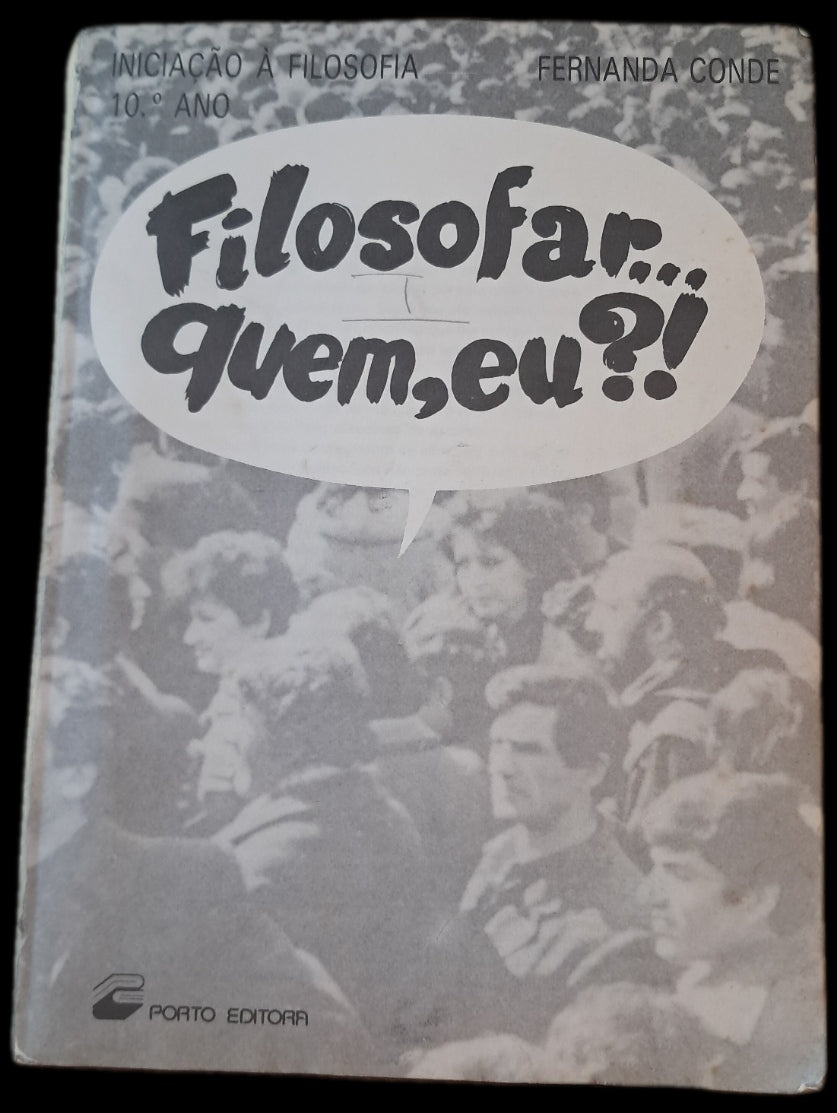 INICIAÇÃO À FILOSOFIA
10.º ANO
FERNANDA CONDE
Filosofar...
quem, eu?!
I
PORTO EDITORA